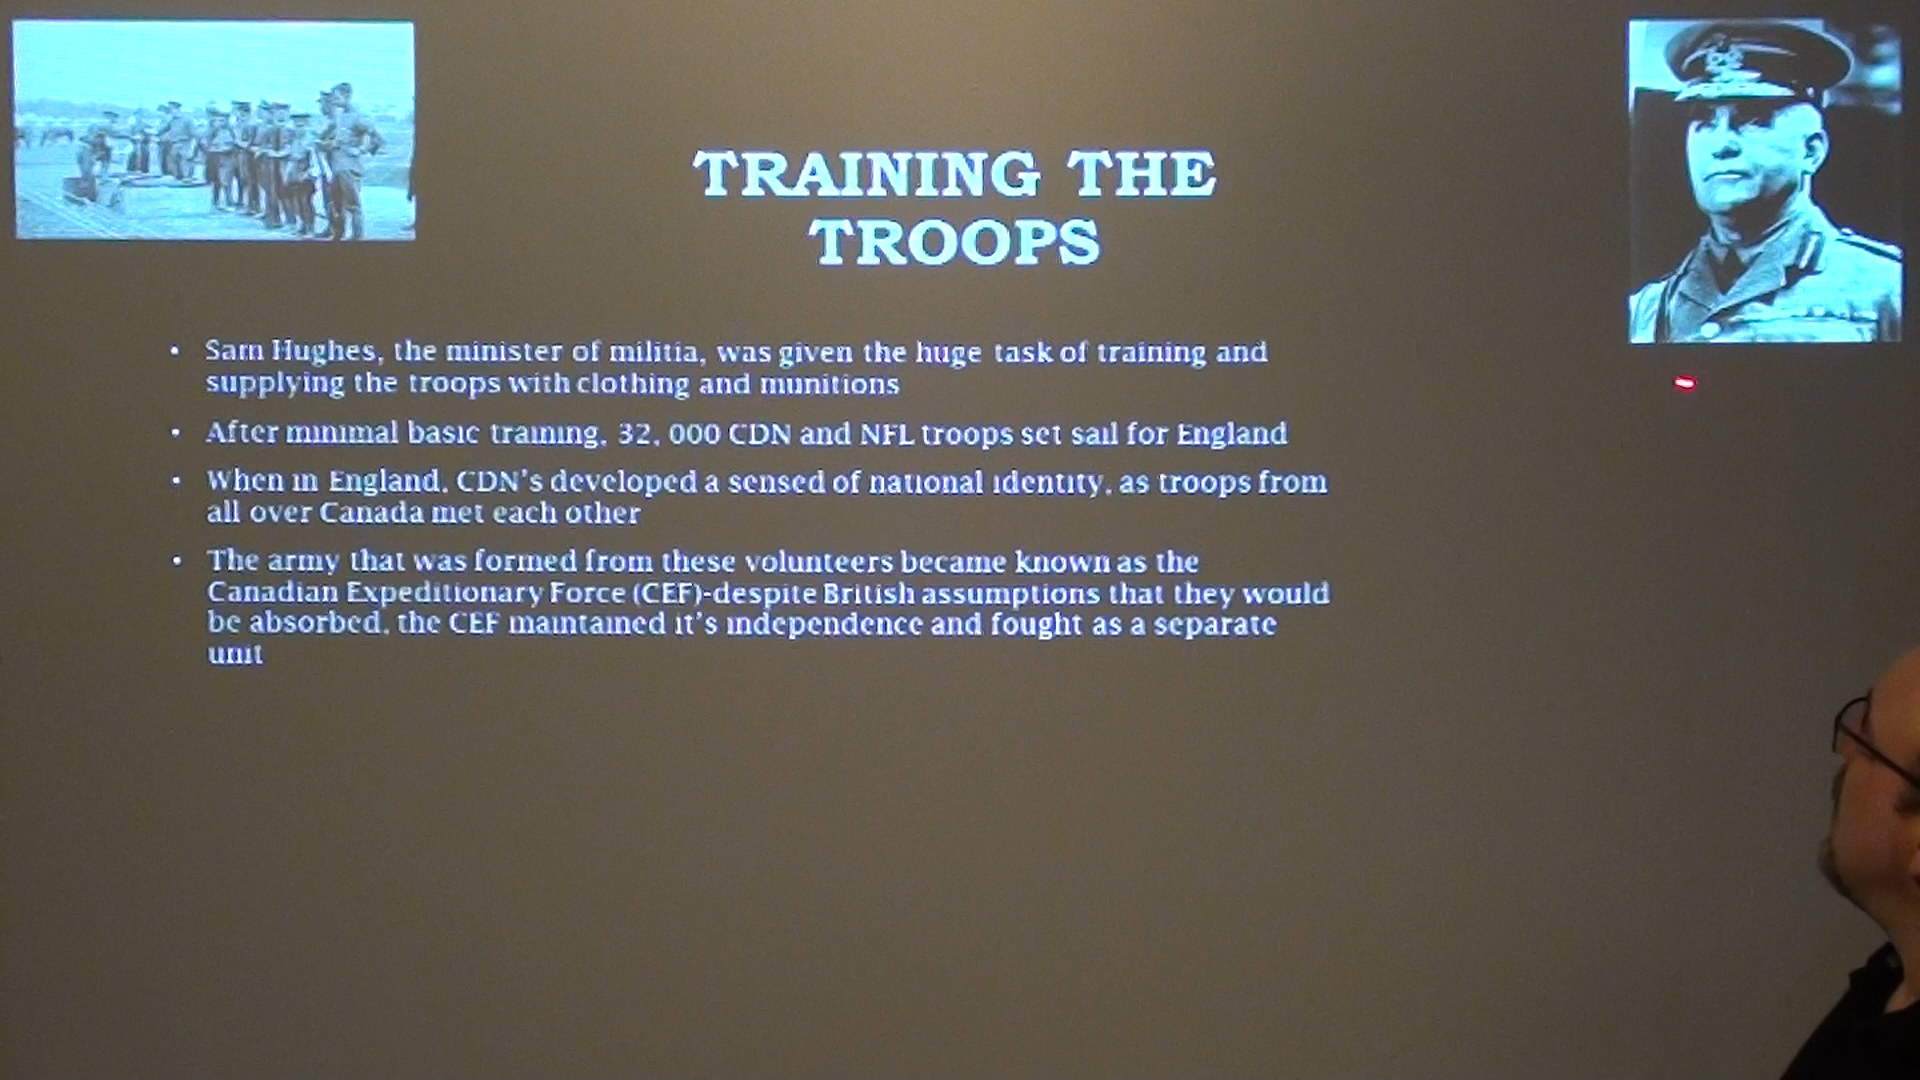 TRAINING THE
TROOPS
• Sam Hughes, the minister of militia, was given the huge task of training and
supplying the troops with clothing and munitions
• After minimal basic training, 32, 000 CDN and NFL troops set sail for England
• When in England, CDN's developed a sensed of national identity, as troops from
all over Canada met each other
• The army that was formed from these volunteers became known as the
Canadian Expeditionary Force (CEF)-despite British assumptions that they would
be absorbed, the CEF maintained it's independence and fought as a separate
unit